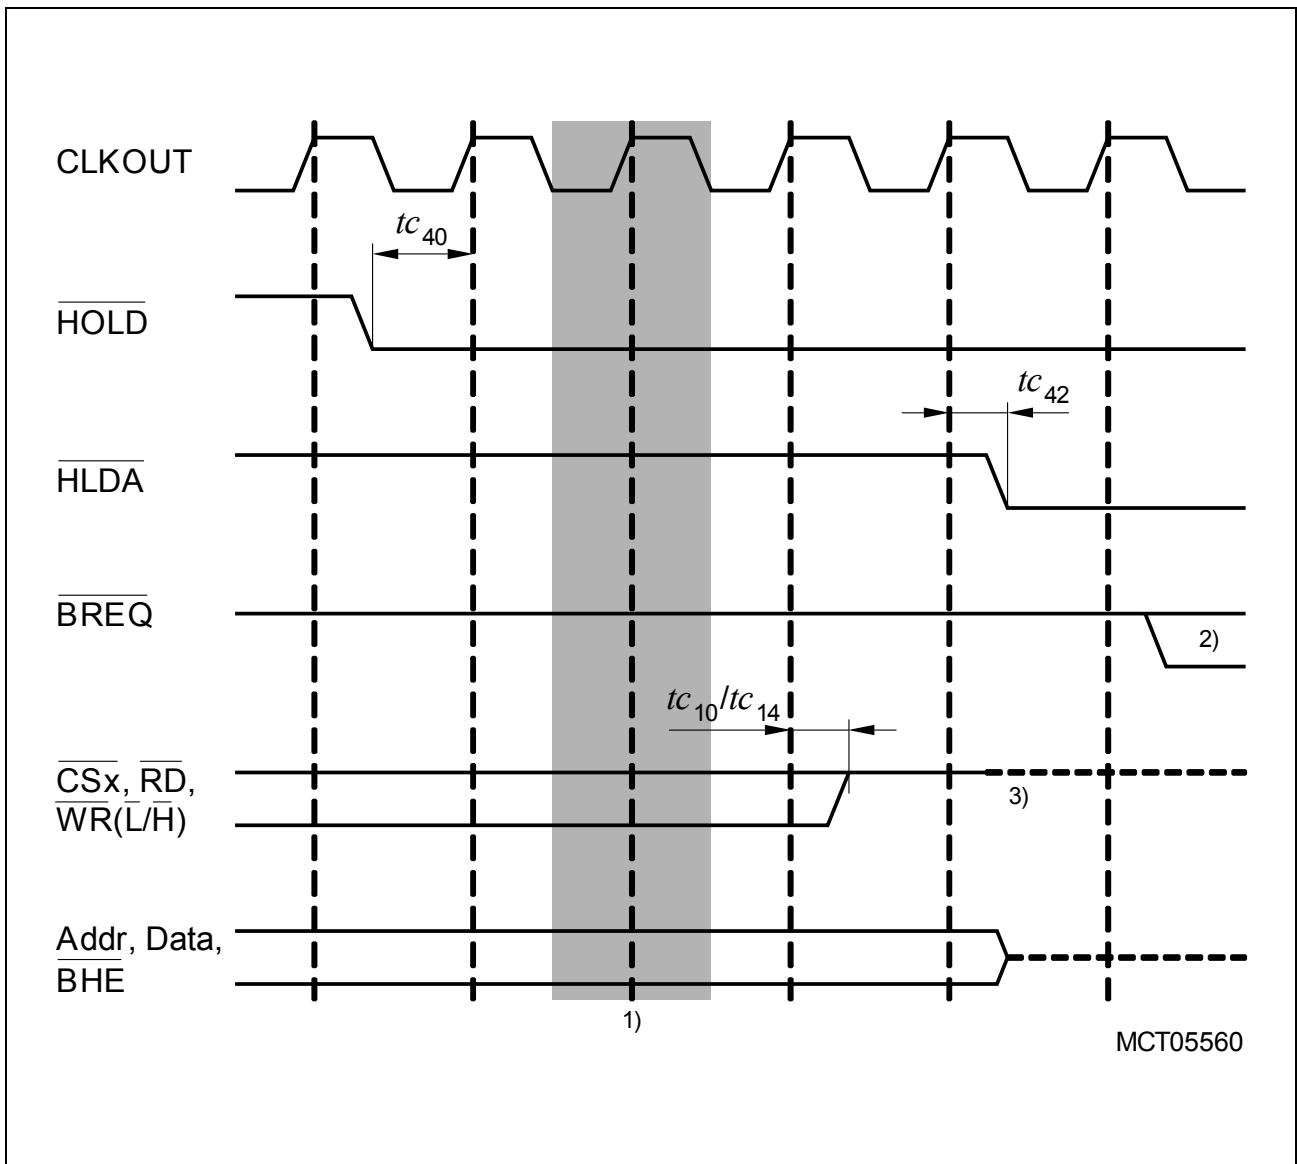 CLKOUT
tc40
HOLD
tc42
HLDA
BREQ
2)
tc10/tc14
CSx, RD,
WR(L/H)
3)
Addr, Data,
BHE
1)
MCT05560